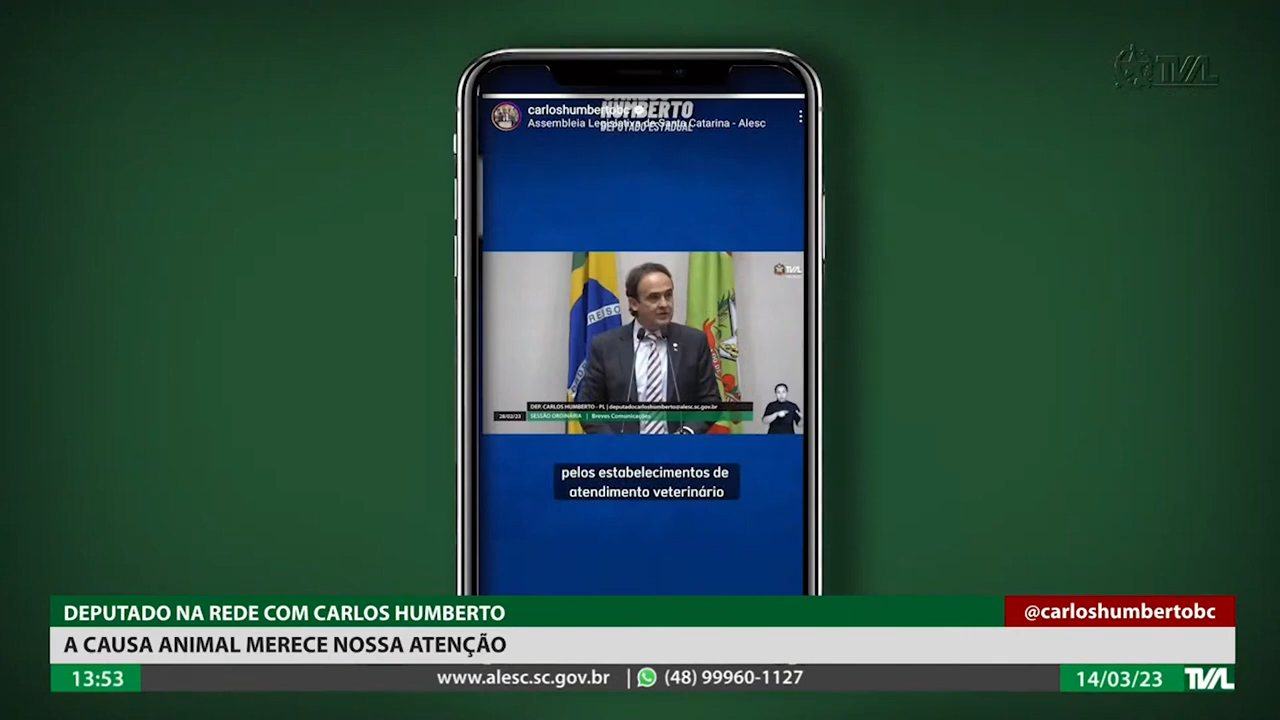 TVAL
carloshumbertobc
HUMBERTO
Assembleia Legislativa de Santa Catarina - Alesc
DEPUTADO ESTADUAL
TVAL
DEP. CARLOS HUMBERTO - PL | deputadocarloshumberto@alesc.sc.gov.br
28/02/23 SESSÃO ORDINÁRIA | Breves Comunicações
pelos estabelecimentos de
atendimento veterinário
DEPUTADO NA REDE COM CARLOS HUMBERTO
@carloshumbertobc
A CAUSA ANIMAL MERECE NOSSA ATENÇÃO
13:53 www.alesc.sc.gov.br | (48) 99960-1127 14/03/23 TVAL